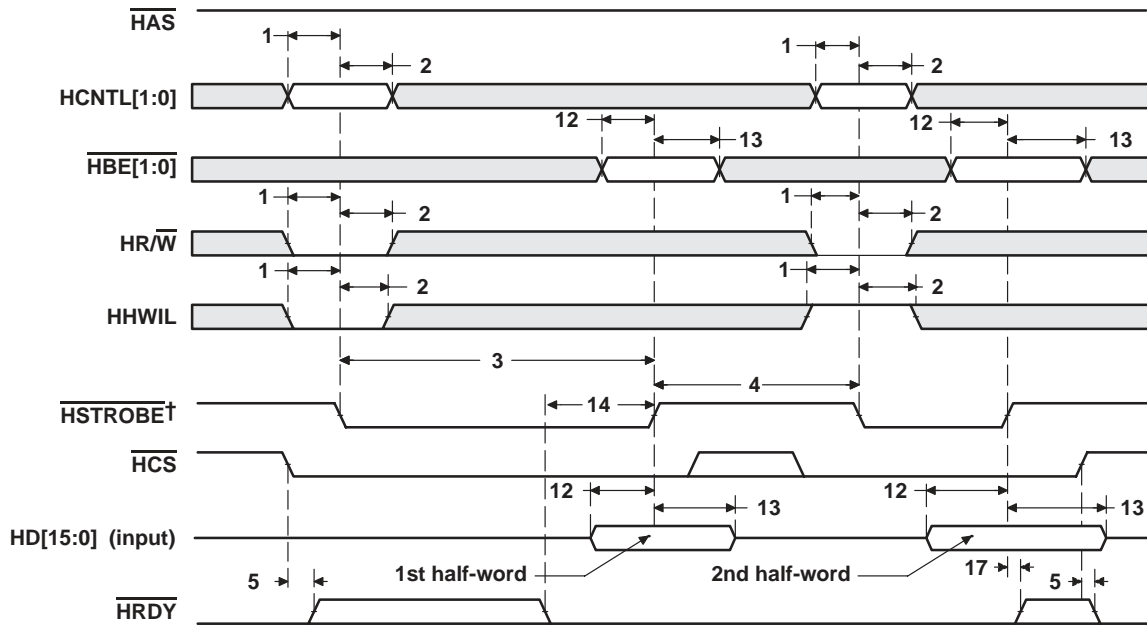 HAS
1
1
2
2
HCNTL[1:0]
12
13
12
13
HBE[1:0]
1
2
1
2
HR/W
1
2
1
2
HHWIL
3
4
14
HSTROBE†
HCS
12
13
12
13
HD[15:0] (input)
1st half-word
2nd half-word
5
17
5
HRDY